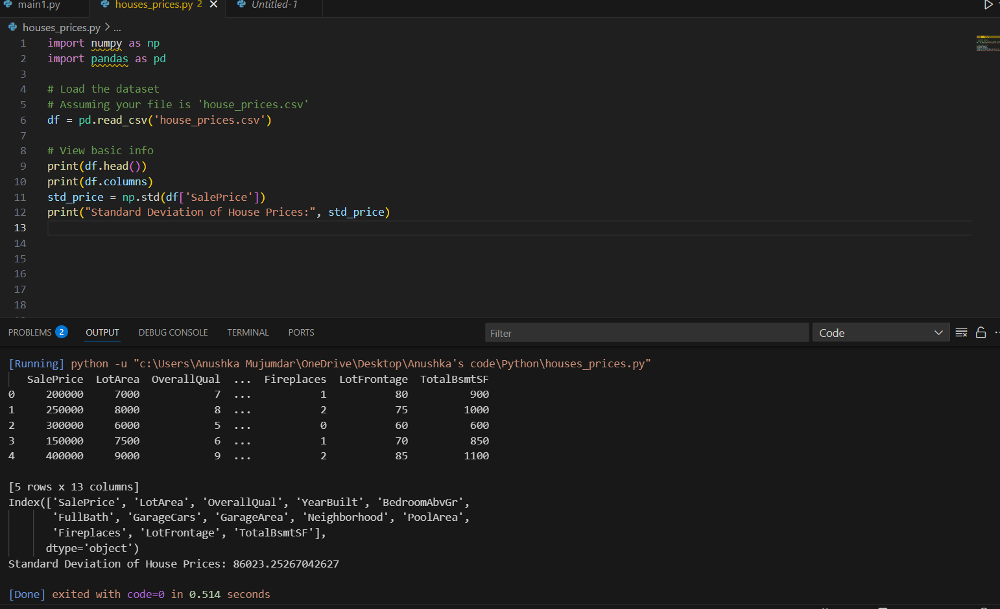 main1.py houses_prices.py 2 Untitled-1
houses_prices.py > ...
1 import numpy as np
2 import pandas as pd
3
4 # Load the dataset
5 # Assuming your file is 'house_prices.csv'
6 df = pd.read_csv('house_prices.csv')
7
8 # View basic info
9 print(df.head())
10 print(df.columns)
11 std_price = np.std(df['SalePrice'])
12 print("Standard Deviation of House Prices:", std_price)
13
14
15
16
17
18
PROBLEMS 2 OUTPUT DEBUG CONSOLE TERMINAL PORTS Filter Code
[Running] python -u "c:\Users\Anushka Mujumdar\OneDrive\Desktop\Anushka's code\Python\houses_prices.py"
SalePrice LotArea OverallQual ... Fireplaces LotFrontage TotalBsmtSF
0 200000 7000 7 ... 1 80 900
1 250000 8000 8 ... 2 75 1000
2 300000 6000 5 ... 0 60 600
3 150000 7500 6 ... 1 70 850
4 400000 9000 9 ... 2 85 1100
[5 rows x 13 columns]
Index(['SalePrice', 'LotArea', 'OverallQual', 'YearBuilt', 'BedroomAbvGr',
'FullBath', 'GarageCars', 'GarageArea', 'Neighborhood', 'PoolArea',
'Fireplaces', 'LotFrontage', 'TotalBsmtSF'],
dtype='object')
Standard Deviation of House Prices: 86023.25267042627
[Done] exited with code=0 in 0.514 seconds